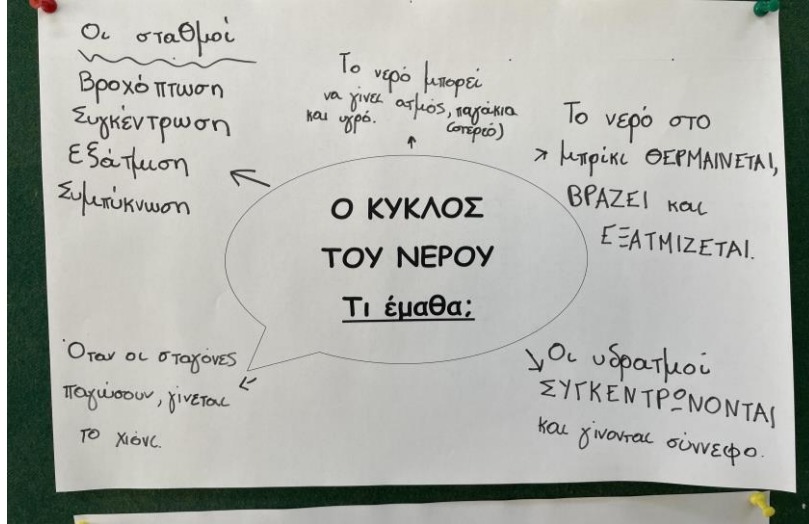 Οι σταθμοί
Βροχόπτωση
Συγκέντρωση
Εξάτμιση
Συμπύκνωση
Το νερό μπορεί
να γίνει ατμός, παγάκια
και υγρό. (στερεό)
Το νερό στο
μπρίκι ΘΕΡΜΑΙΝΕΤΑΙ,
ΒΡΑΖΕΙ και
ΕΞΑΤΜΙΖΕΤΑΙ.
Ο ΚΥΚΛΟΣ
ΤΟΥ ΝΕΡΟΥ
Τι έμαθα;
Όταν οι σταγόνες
παγώσουν, γίνεται
το χιόνι.
Οι υδρατμοί
ΣΥΓΚΕΝΤΡΩΝΟΝΤΑΙ
και γίνονται σύννεφο.